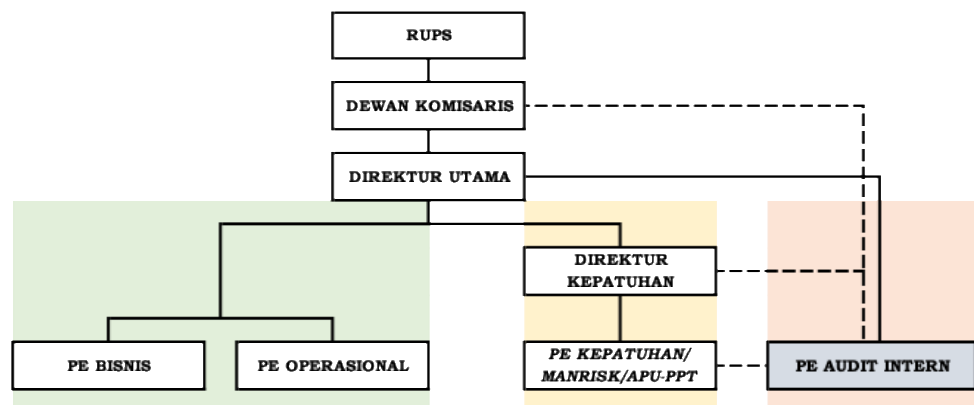 RUPS
DEWAN KOMISARIS
DIREKTUR UTAMA
DIREKTUR
KEPATUHAN
PE BISNIS
PE OPERASIONAL
PE KEPATUHAN/
MANRISK/APU-PPT
PE AUDIT INTERN